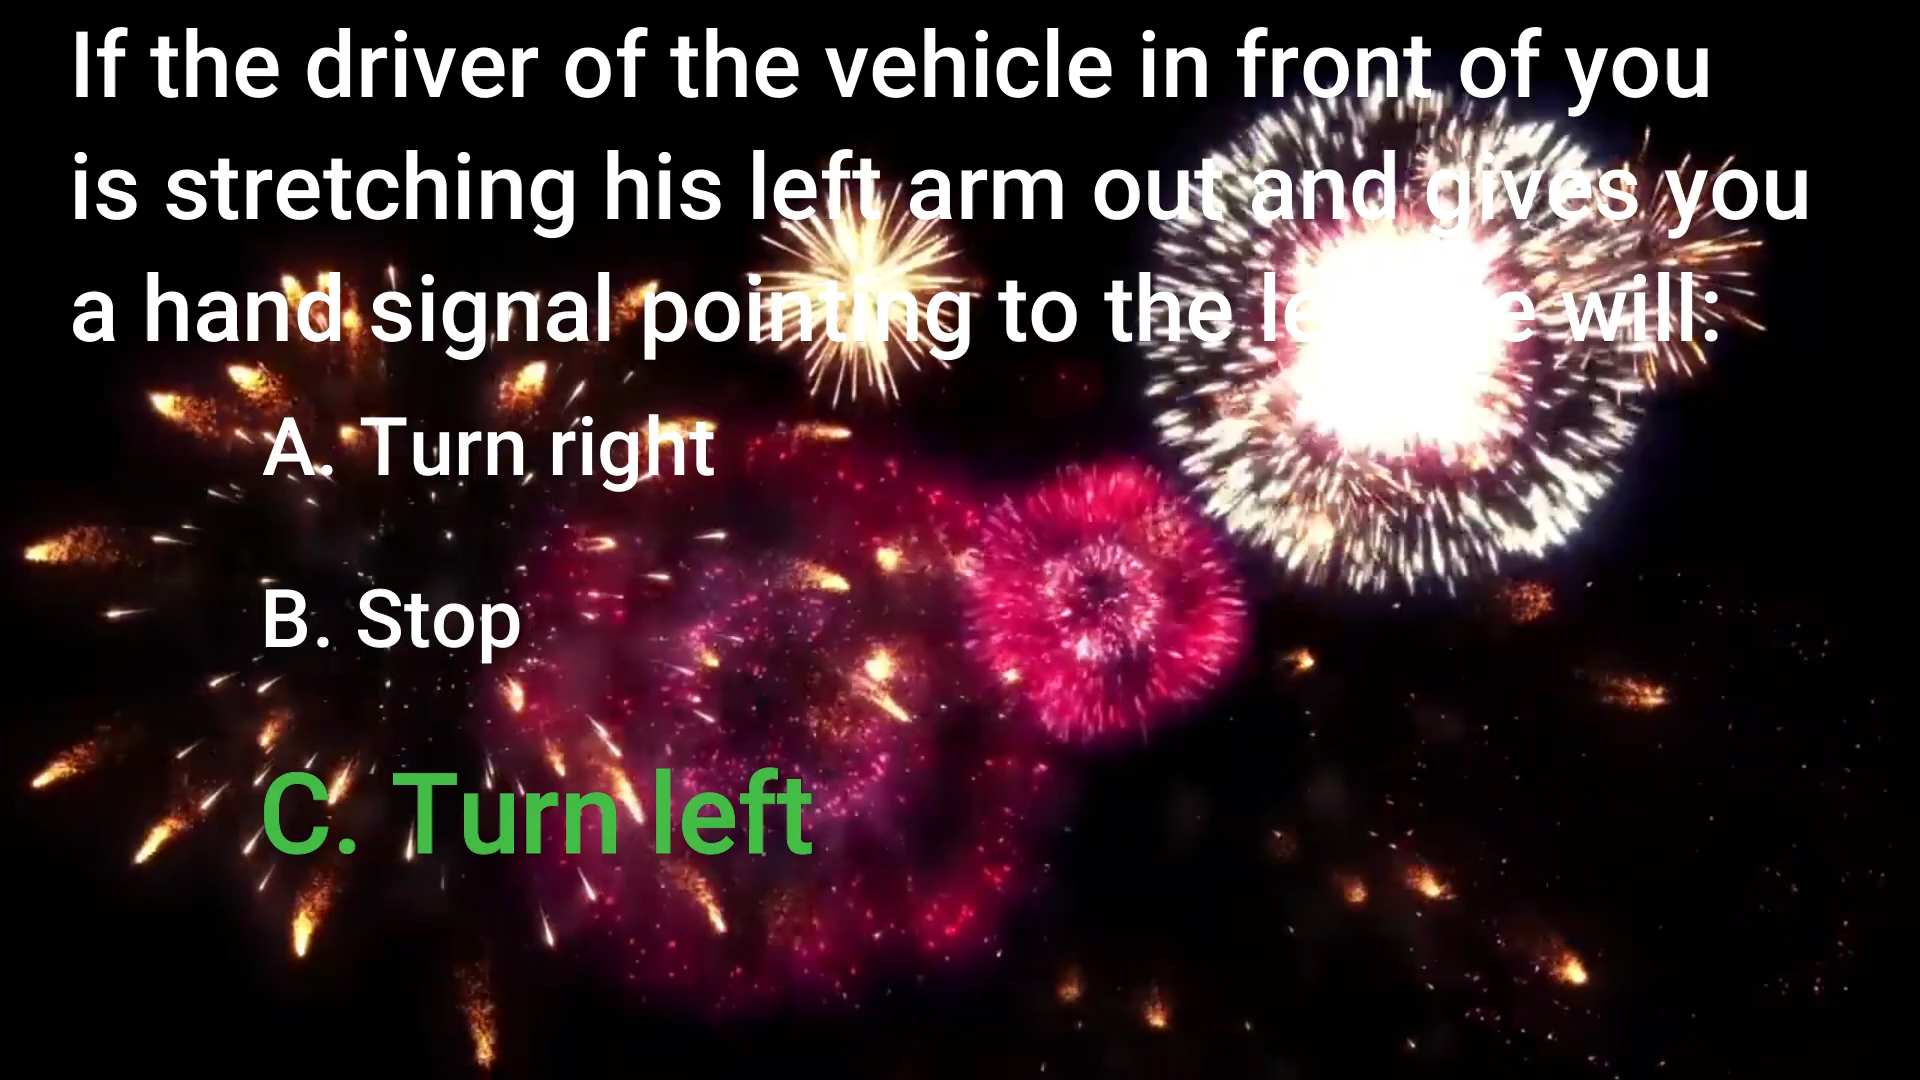 If the driver of the vehicle in front of you
is stretching his left arm out and gives you
a hand signal pointing to the will:
A. Turn right
B. Stop
C. Turn left